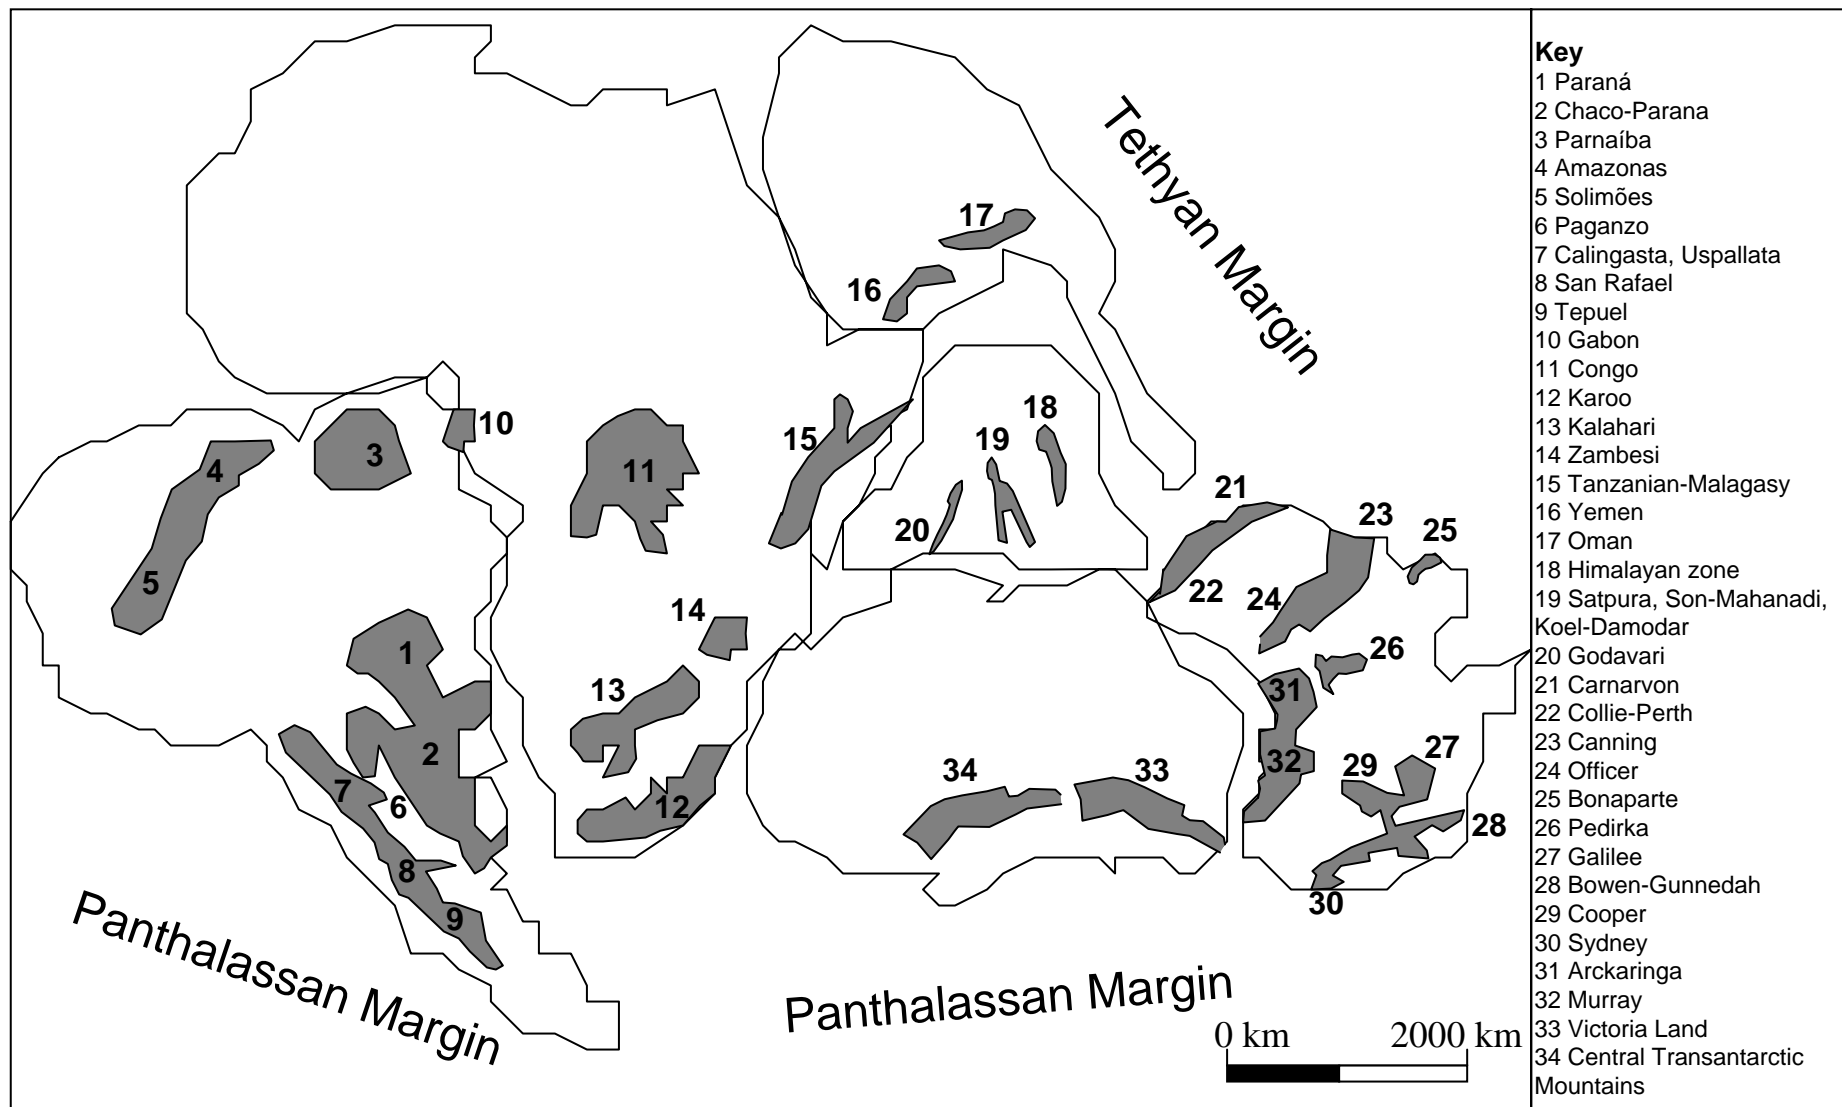 Tethyan Margin
17
16
18
19
15
20
10
3
11
4
5
21
23
25
22
24
14
26
1
13
31
2
32
27
29
28
34
33
7
6
12
8
30
9
Panthalassan Margin
Panthalassan Margin
0 km 2000 km
Key
1 Paraná
2 Chaco-Parana
3 Parnaíba
4 Amazonas
5 Solimões
6 Paganzo
7 Calingasta, Uspallata
8 San Rafael
9 Tepuel
10 Gabon
11 Congo
12 Karoo
13 Kalahari
14 Zambesi
15 Tanzanian-Malagasy
16 Yemen
17 Oman
18 Himalayan zone
19 Satpura, Son-Mahanadi,
Koel-Damodar
20 Godavari
21 Carnarvon
22 Collie-Perth
23 Canning
24 Officer
25 Bonaparte
26 Pedirka
27 Galilee
28 Bowen-Gunnedah
29 Cooper
30 Sydney
31 Arckaringa
32 Murray
33 Victoria Land
34 Central Transantarctic
Mountains